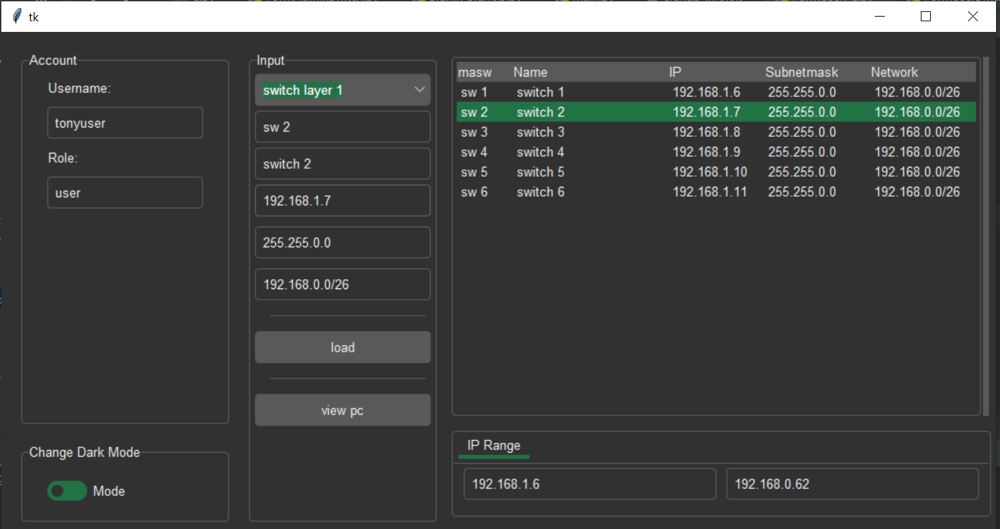 tk
Account
Username:
tonyuser
Role:
user
Change Dark Mode
Mode
Input
switch layer 1
sw 2
switch 2
192.168.1.7
255.255.0.0
192.168.0.0/26
load
view pc
masw Name IP Subnetmask Network
sw 1 switch 1 192.168.1.6 255.255.0.0 192.168.0.0/26
sw 2 switch 2 192.168.1.7 255.255.0.0 192.168.0.0/26
sw 3 switch 3 192.168.1.8 255.255.0.0 192.168.0.0/26
sw 4 switch 4 192.168.1.9 255.255.0.0 192.168.0.0/26
sw 5 switch 5 192.168.1.10 255.255.0.0 192.168.0.0/26
sw 6 switch 6 192.168.1.11 255.255.0.0 192.168.0.0/26
IP Range
192.168.1.6 192.168.0.62